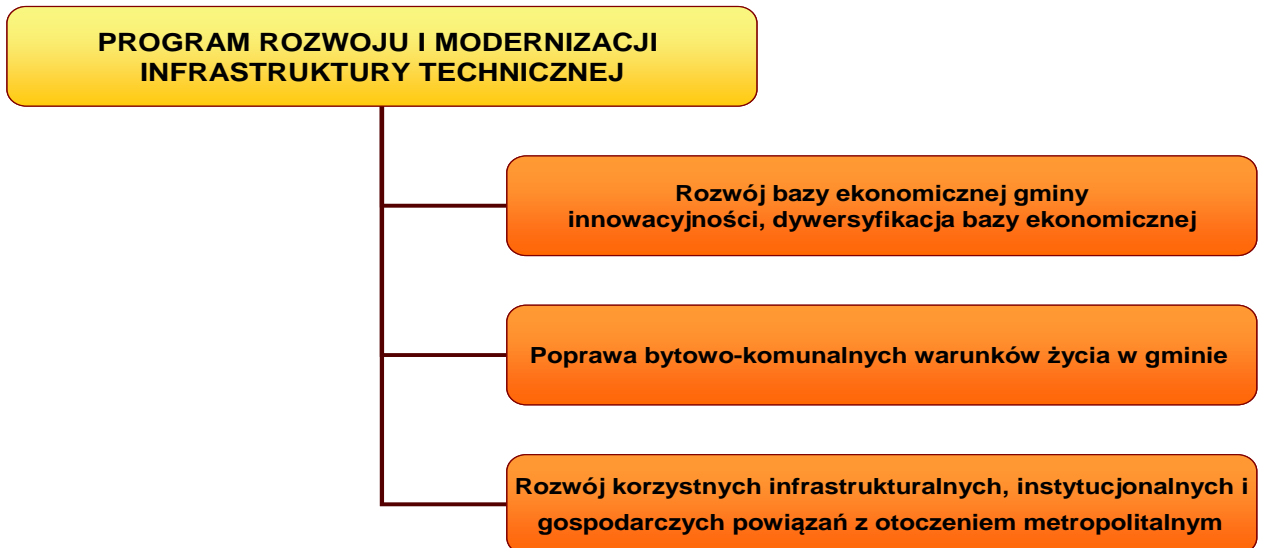 PROGRAM ROZWOJU I MODERNIZACJI
INFRASTRUKTURY TECHNICZNEJ
Rozwój bazy ekonomicznej gminy
innowacyjności, dywersyfikacja bazy ekonomicznej
Poprawa bytowo-komunalnych warunków życia w gminie
Rozwój korzystnych infrastrukturalnych, instytucjonalnych i
gospodarczych powiązań z otoczeniem metropolitalnym